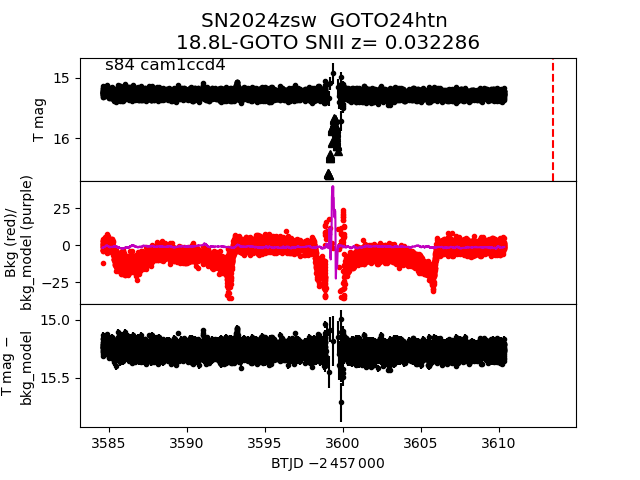 SN2024zsw  GOTO24htn
18.8L-GOTO SNII z= 0.032286
s84 cam1ccd4
15
16
T mag
25
0
−25
Bkg (red)/
bkg_model (purple)
15.0
15.5
T mag −
bkg_model
3585
3590
3595
3600
3605
3610
BTJD −2 457 000